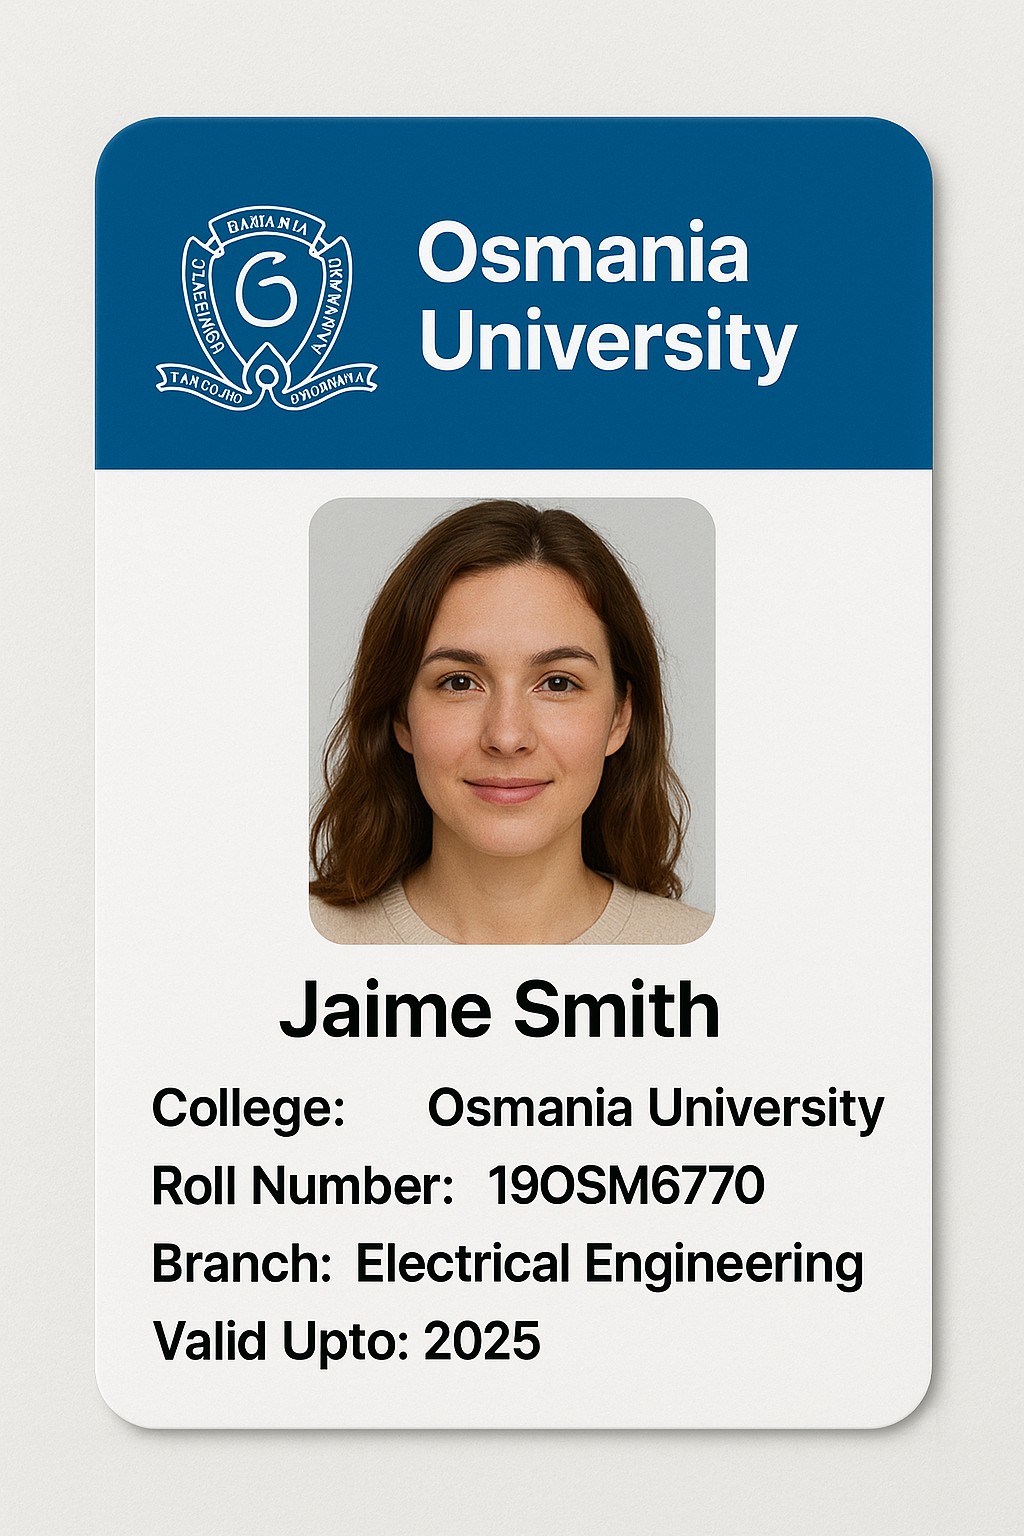 Osmania
University
Jaime Smith
College: Osmania University
Roll Number: 19OSM6770
Branch: Electrical Engineering
Valid Upto: 2025